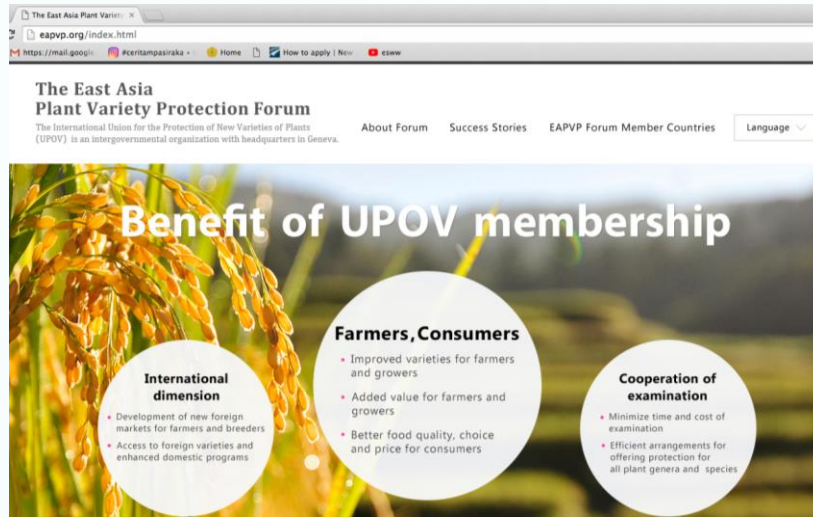 The East Asia Plant Variety
eapvp.org/index.html
https://mail.google
#ceritampasiraka
Home
How to apply | New
esww
The East Asia
Plant Variety Protection Forum
The International Union for the Protection of New Varieties of Plants
(UPOV) is an intergovernmental organization with headquarters in Geneva.
About Forum
Success Stories
EAPVP Forum Member Countries
Language
Benefit of UPOV membership
International
dimension
• Development of new foreign
markets for farmers and breeders
• Access to foreign varieties and
enhanced domestic programs
Farmers,Consumers
• Improved varieties for farmers
and growers
• Added value for farmers and
growers
• Better food quality, choice
and price for consumers
Cooperation of
examination
• Minimize time and cost of
examination
• Efficient arrangements for
offering protection for
all plant genera and species